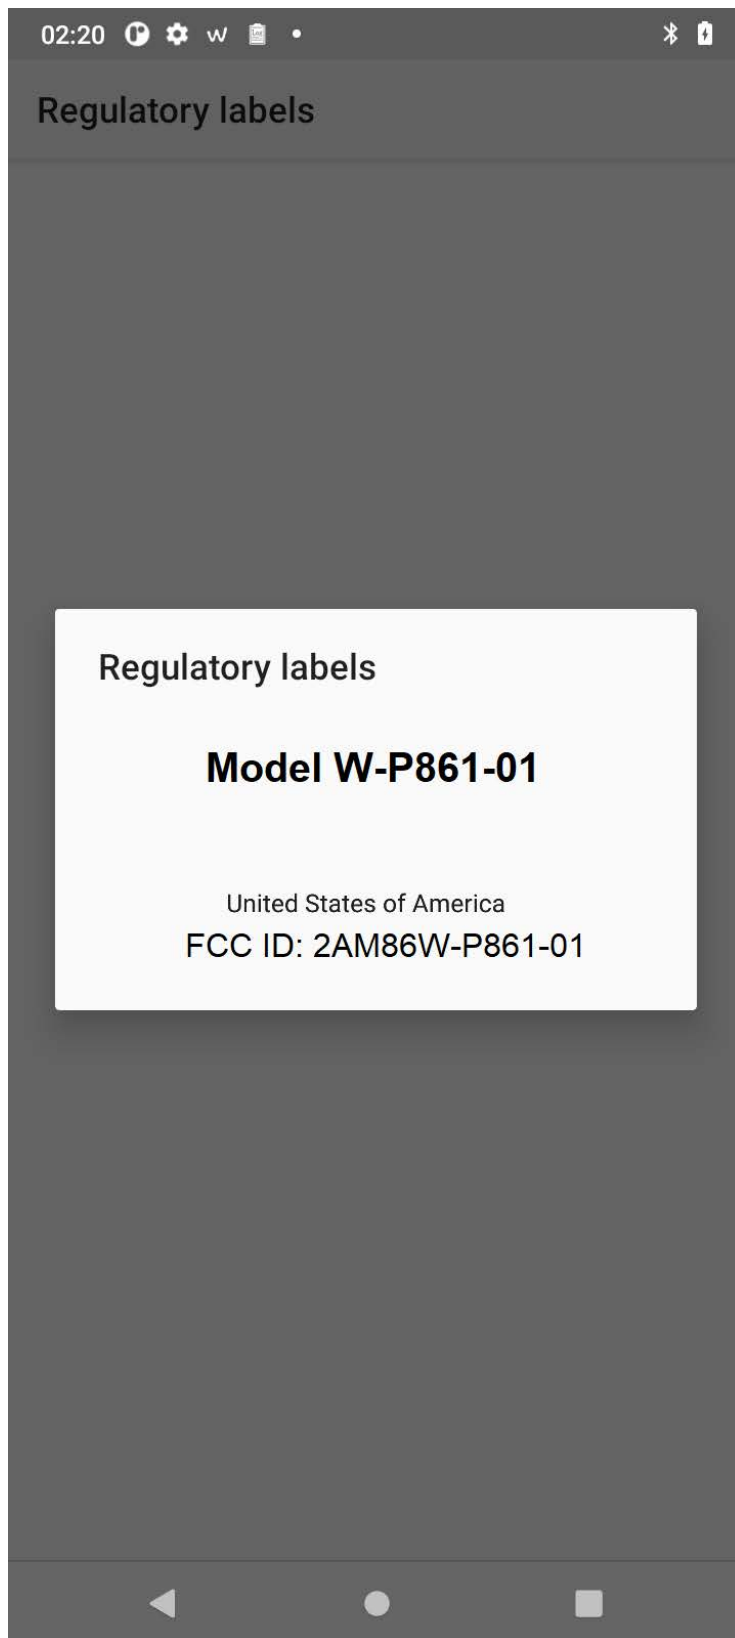 02:20
Regulatory labels
Regulatory labels
Model W-P861-01
United States of America
FCC ID: 2AM86W-P861-01